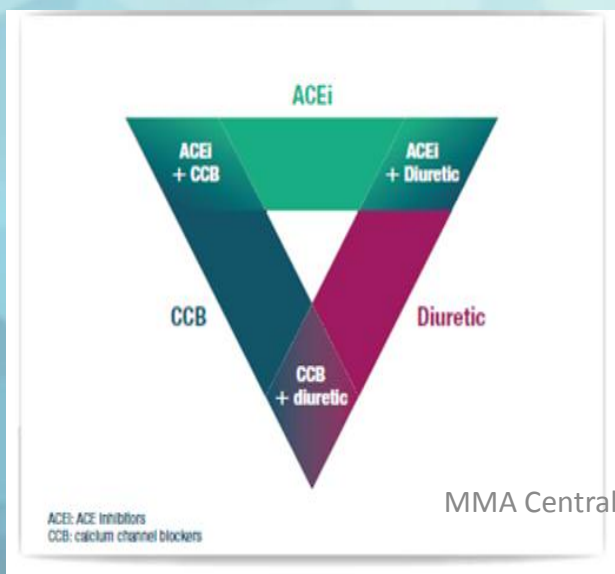 ACEi
ACEi
+ CCB
ACEi
+ Diuretic
CCB
Diuretic
CCB
+ diuretic
MMA Central
ACEi: ACE Inhibitors
CCB: calcium channel blockers